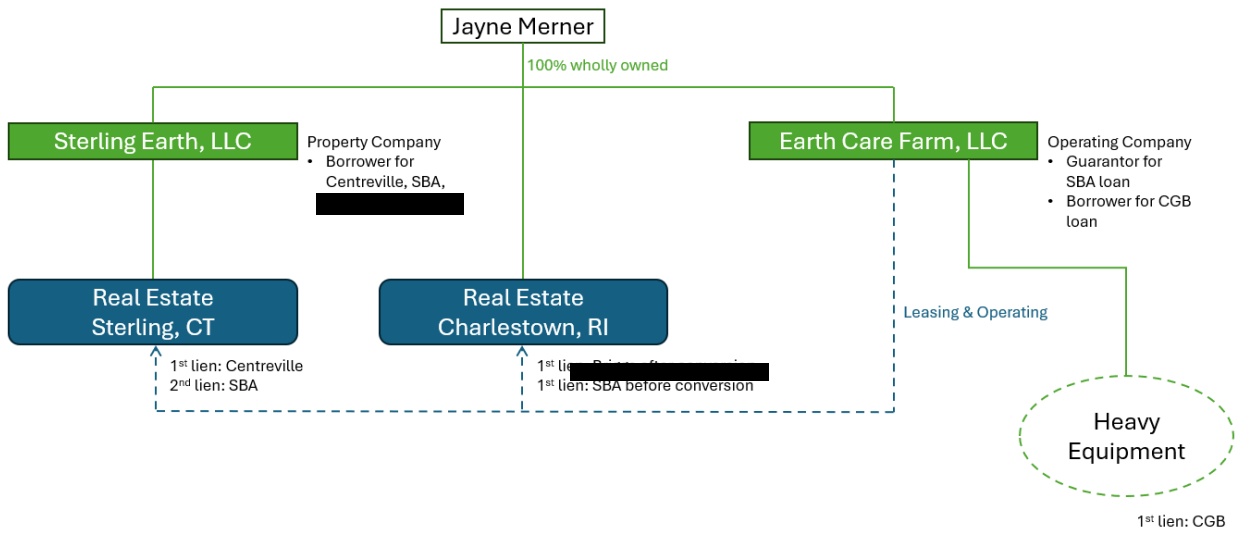 Jayne Merner
100% wholly owned
Sterling Earth, LLC
Property Company
• Borrower for
Centreville, SBA,
Earth Care Farm, LLC
Operating Company
• Guarantor for
SBA loan
• Borrower for CGB
loan
Real Estate
Sterling, CT
1st lien: Centreville
2nd lien: SBA
Real Estate
Charlestown, RI
1st
1st lien: SBA before conversion
Leasing & Operating
Heavy
Equipment
1st lien: CGB